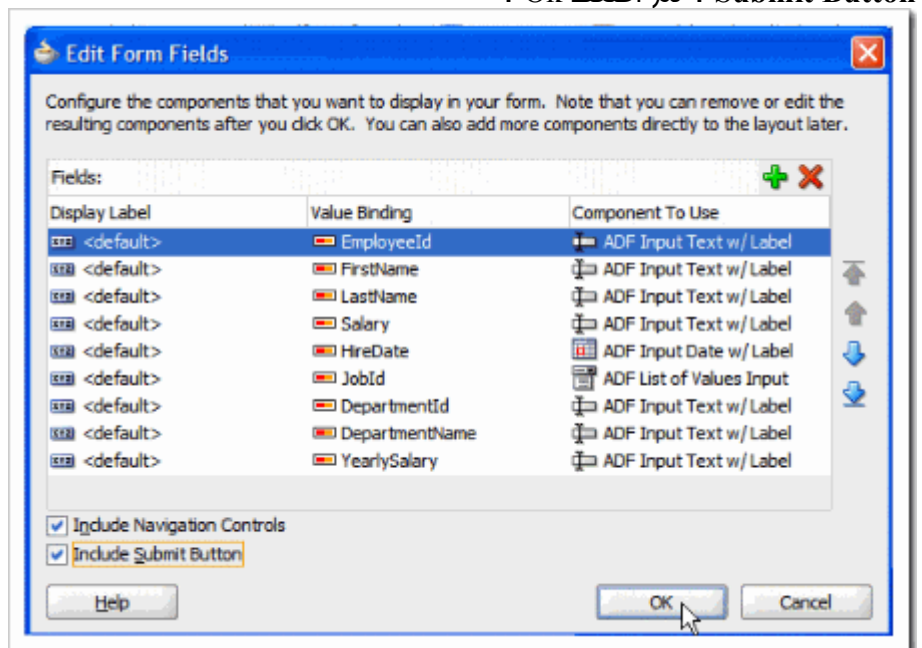 Submit Button
On
Edit Form Fields
Configure the components that you want to display in your form. Note that you can remove or edit the
resulting components after you click OK. You can also add more components directly to the layout later.
Fields:
Display Label Value Binding Component To Use
<default> EmployeeId ADF Input Text w/ Label
<default> FirstName ADF Input Text w/ Label
<default> LastName ADF Input Text w/ Label
<default> Salary ADF Input Text w/ Label
<default> HireDate ADF Input Date w/ Label
<default> JobId ADF List of Values Input
<default> DepartmentId ADF Input Text w/ Label
<default> DepartmentName ADF Input Text w/ Label
<default> YearlySalary ADF Input Text w/ Label
Include Navigation Controls
Include Submit Button
Help OK Cancel